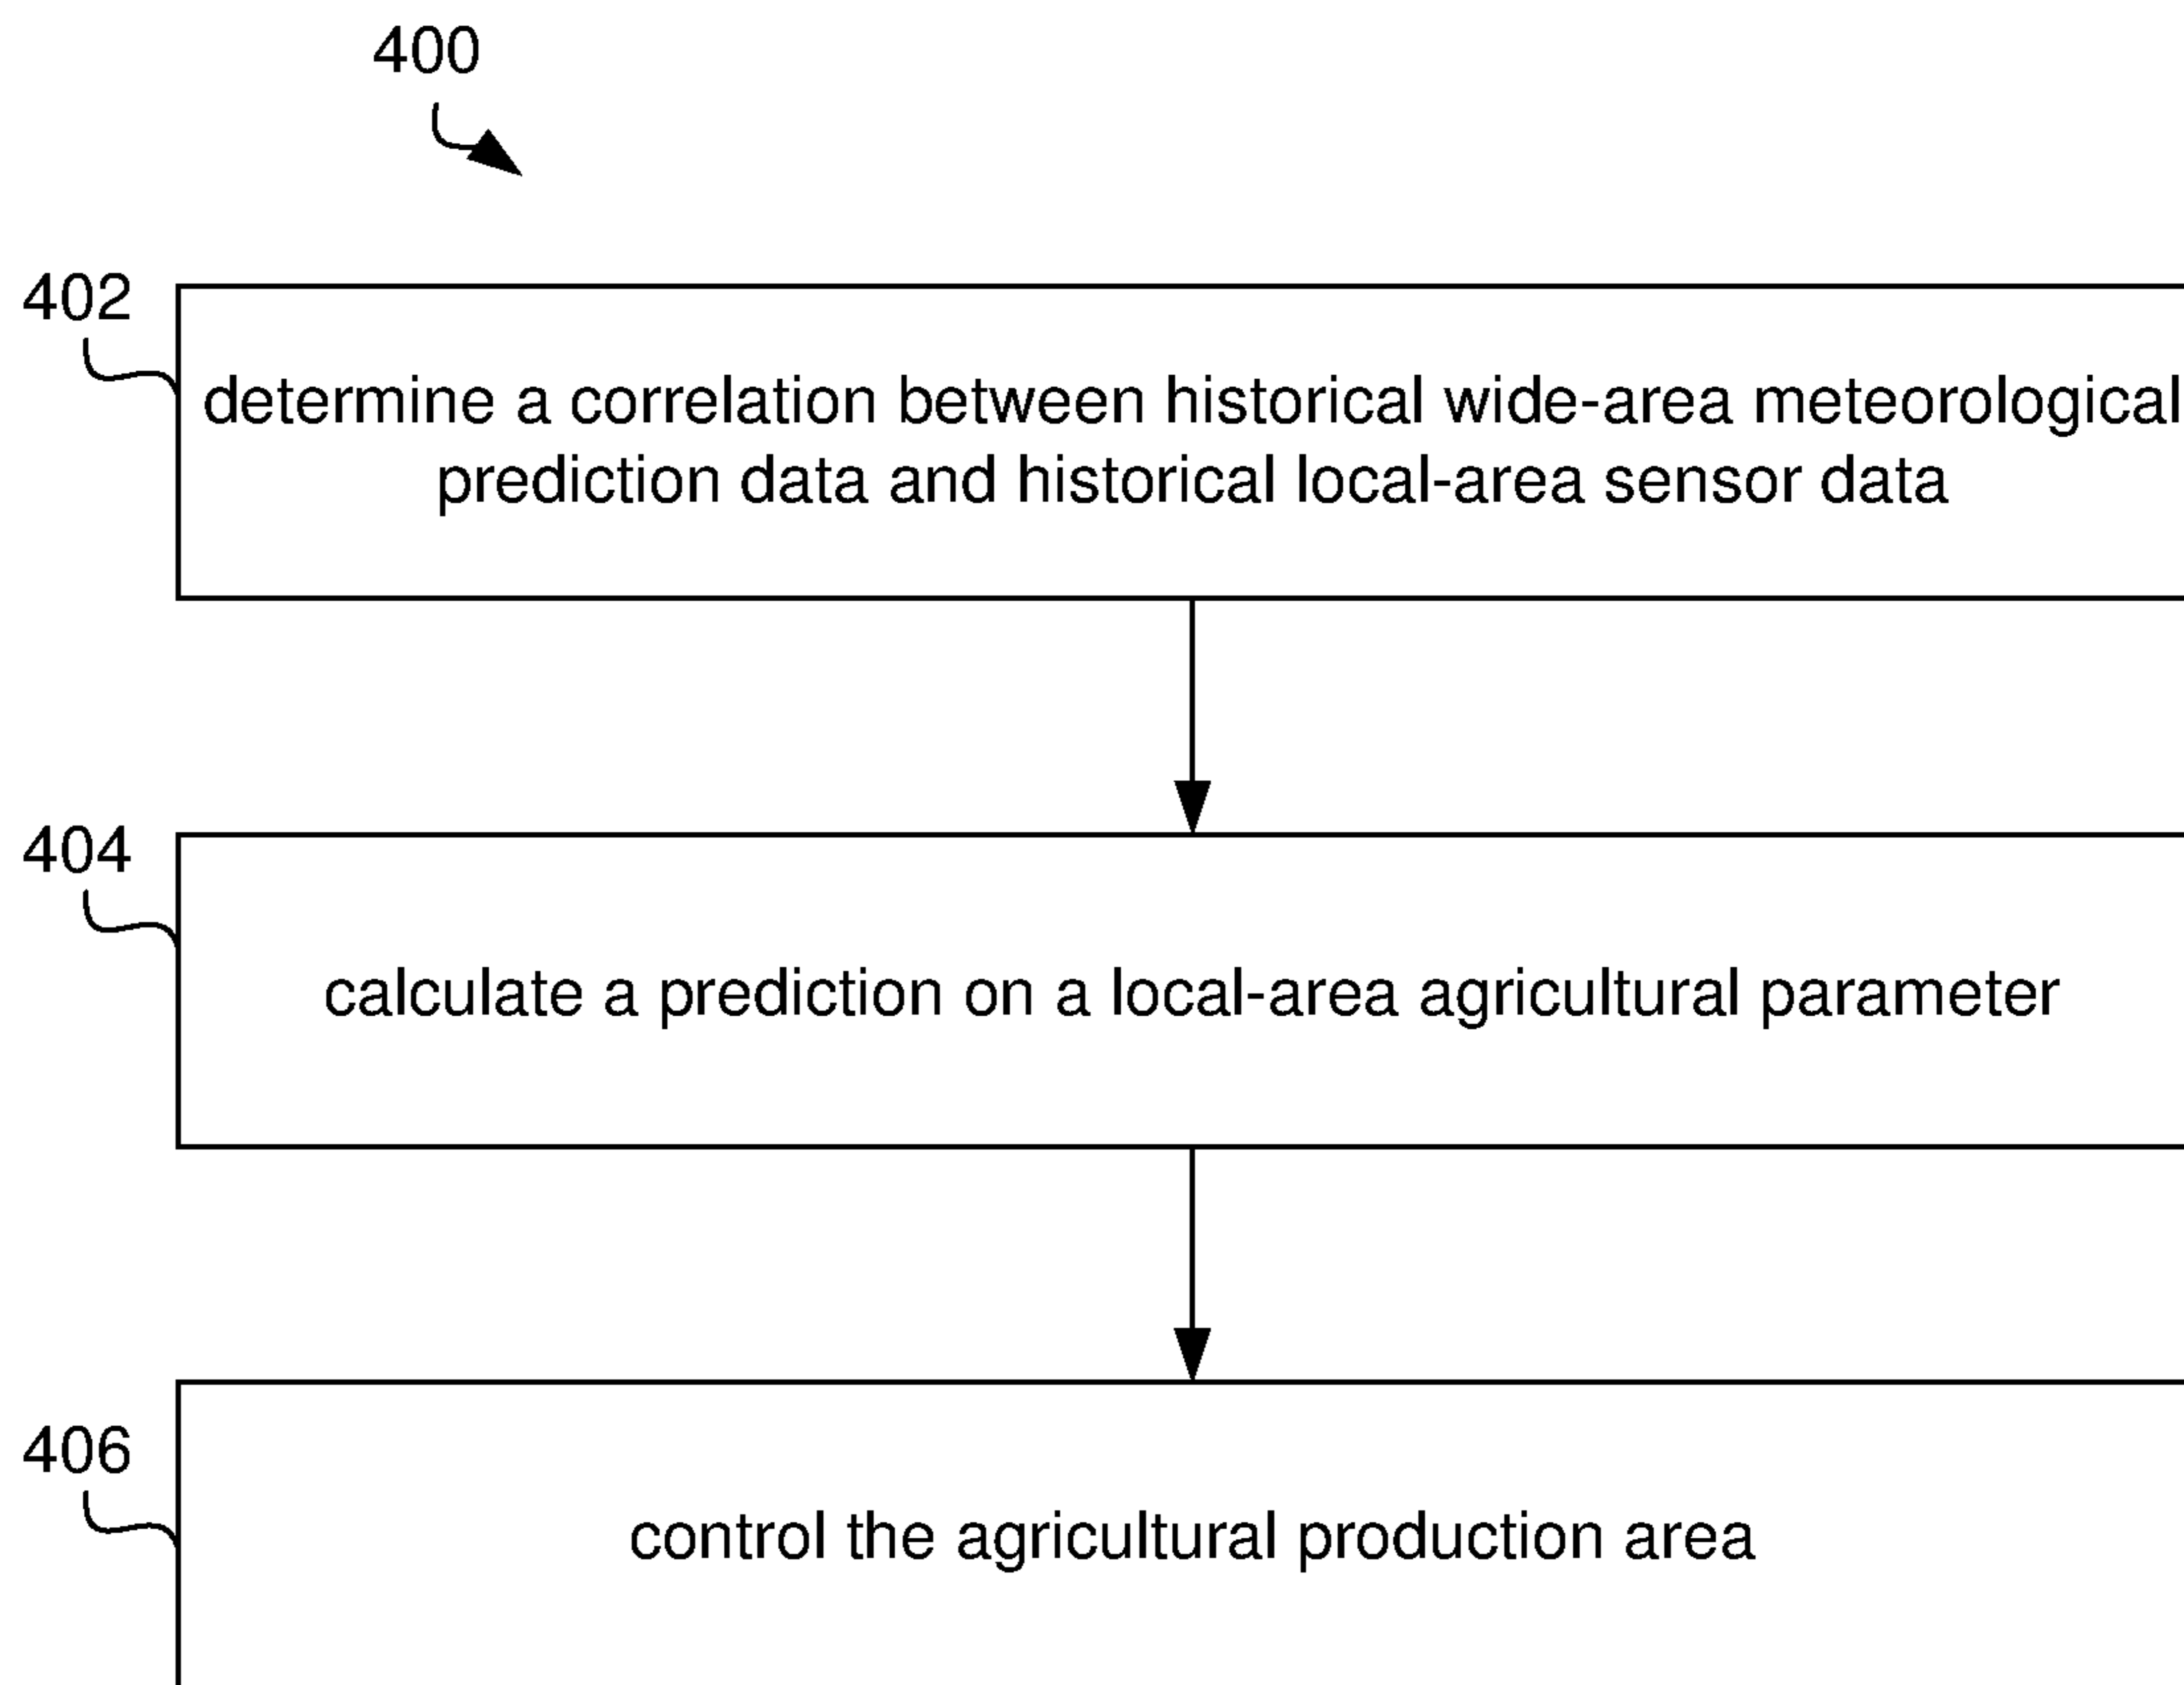 400
402
determine a correlation between historical wide-area meteorological
prediction data and historical local-area sensor data
404
calculate a prediction on a local-area agricultural parameter
406
control the agricultural production area